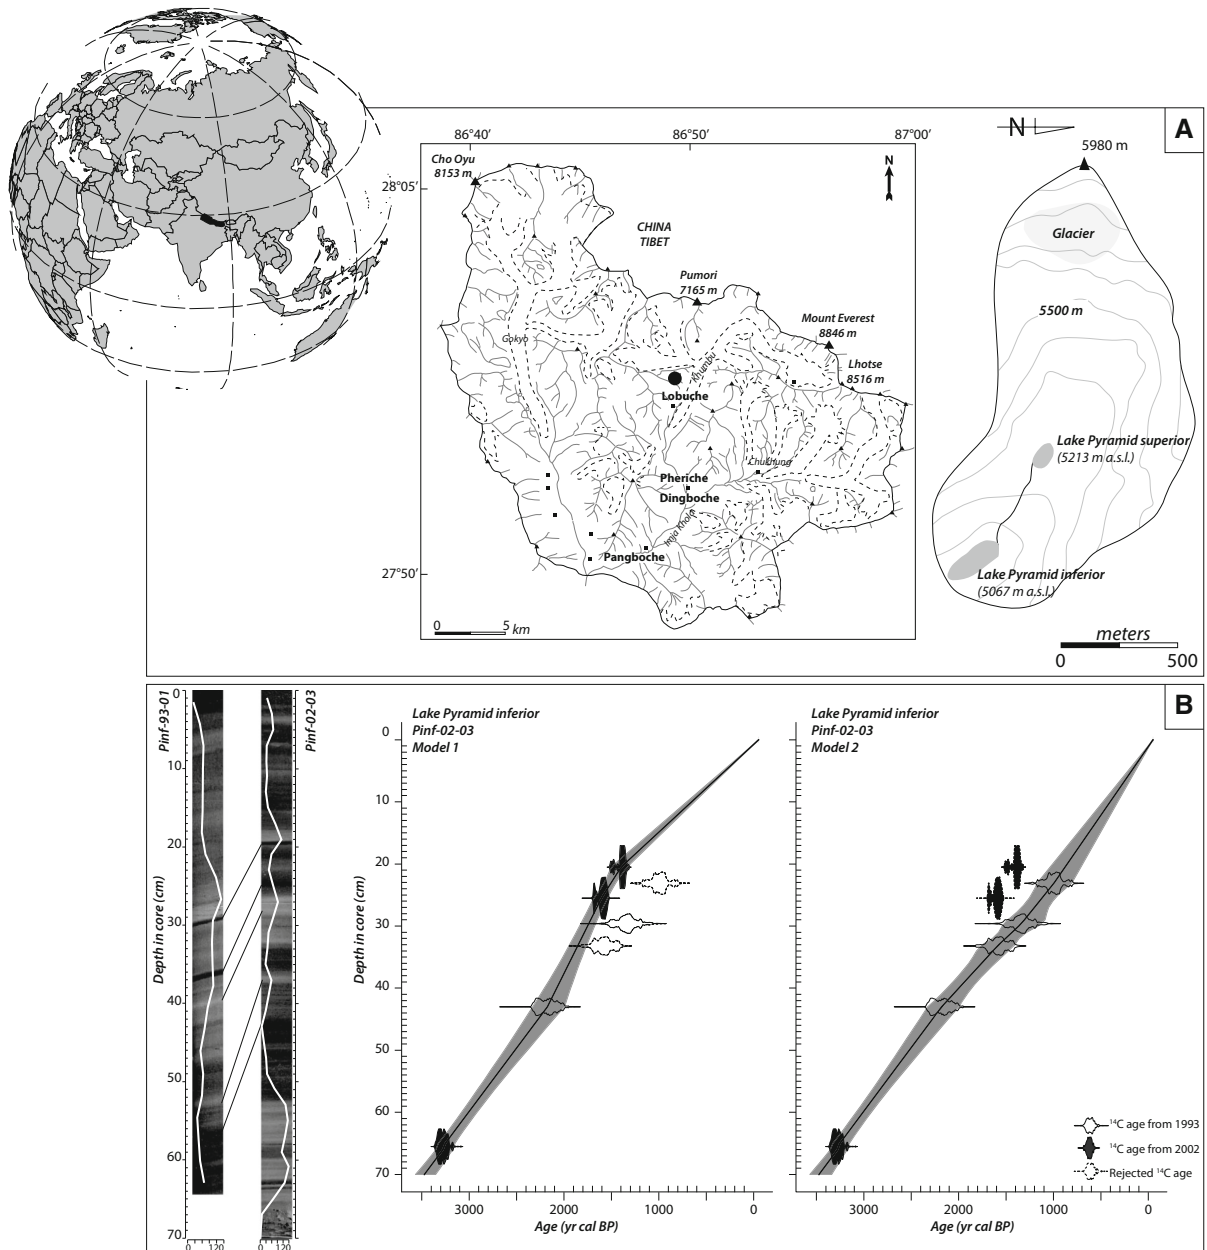 A
86°40′
86°50′
87°00′
N
N
5980 m
Cho Oyu
8153 m
28°05′
CHINA
TIBET
Glacier
Pumori
7165 m
5500 m
Mount Everest
8846 m
Gokyo
Khumbu
Lhotse
8516 m
Lobuche
Lake Pyramid superior
(5213 m a.s.l.)
Chukhung
Pheriche
Dingboche
Imja Khola
Pangboche
27°50′
Lake Pyramid inferior
(5067 m a.s.l.)
0 5 km
meters
0 500
B
Pinf-93-01
Pinf-02-03
Depth in core (cm)
0
10
20
30
40
50
60
70
0 120
0 120
Lake Pyramid inferior
Pinf-02-03
Model 1
Depth in core (cm)
0
10
20
30
40
50
60
70
3000 2000 1000 0
Age (yr cal BP)
Lake Pyramid inferior
Pinf-02-03
Model 2
14C age from 1993
14C age from 2002
Rejected 14C age
3000 2000 1000 0
Age (yr cal BP)